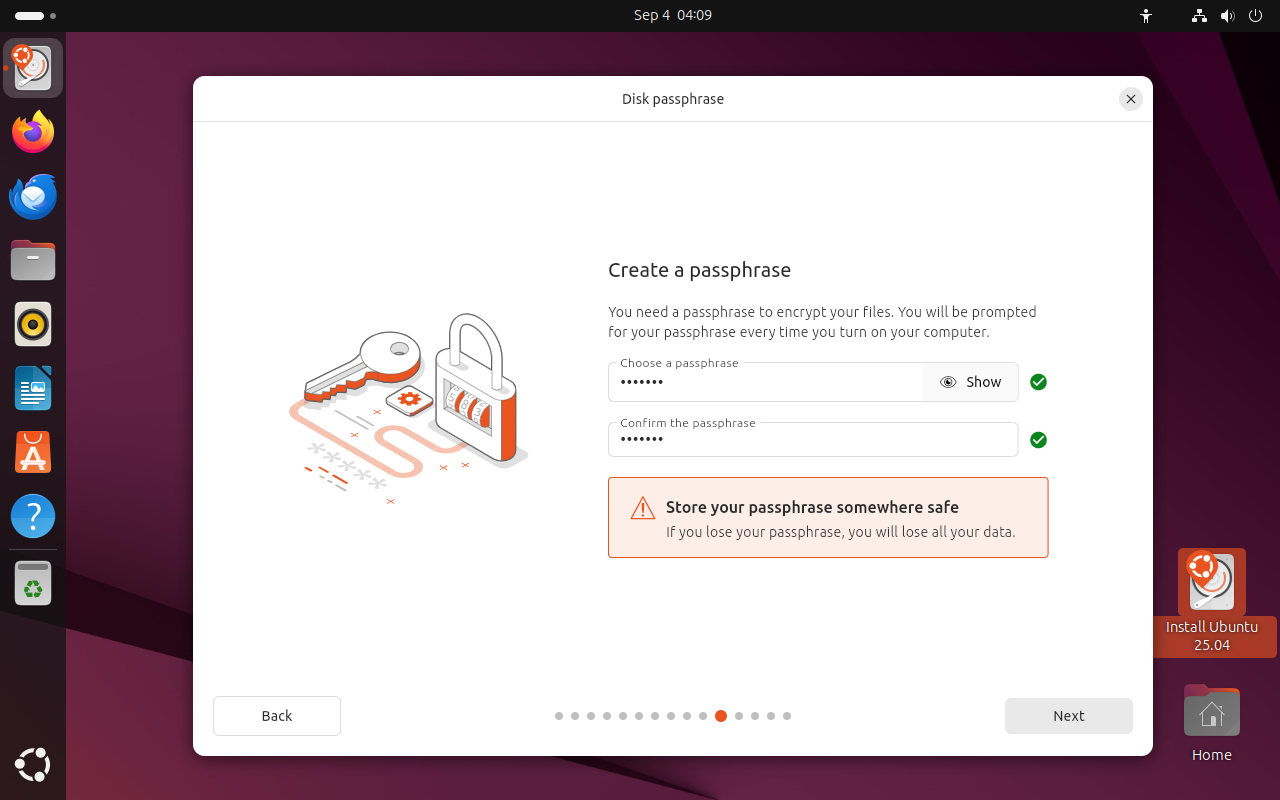 Sep 4 04:09
Disk passphrase
Create a passphrase
You need a passphrase to encrypt your files. You will be prompted
for your passphrase every time you turn on your computer.
Choose a passphrase
•••••••
Show
Confirm the passphrase
•••••••
Store your passphrase somewhere safe
If you lose your passphrase, you will lose all your data.
Back
Next
Install Ubuntu
25.04
Home